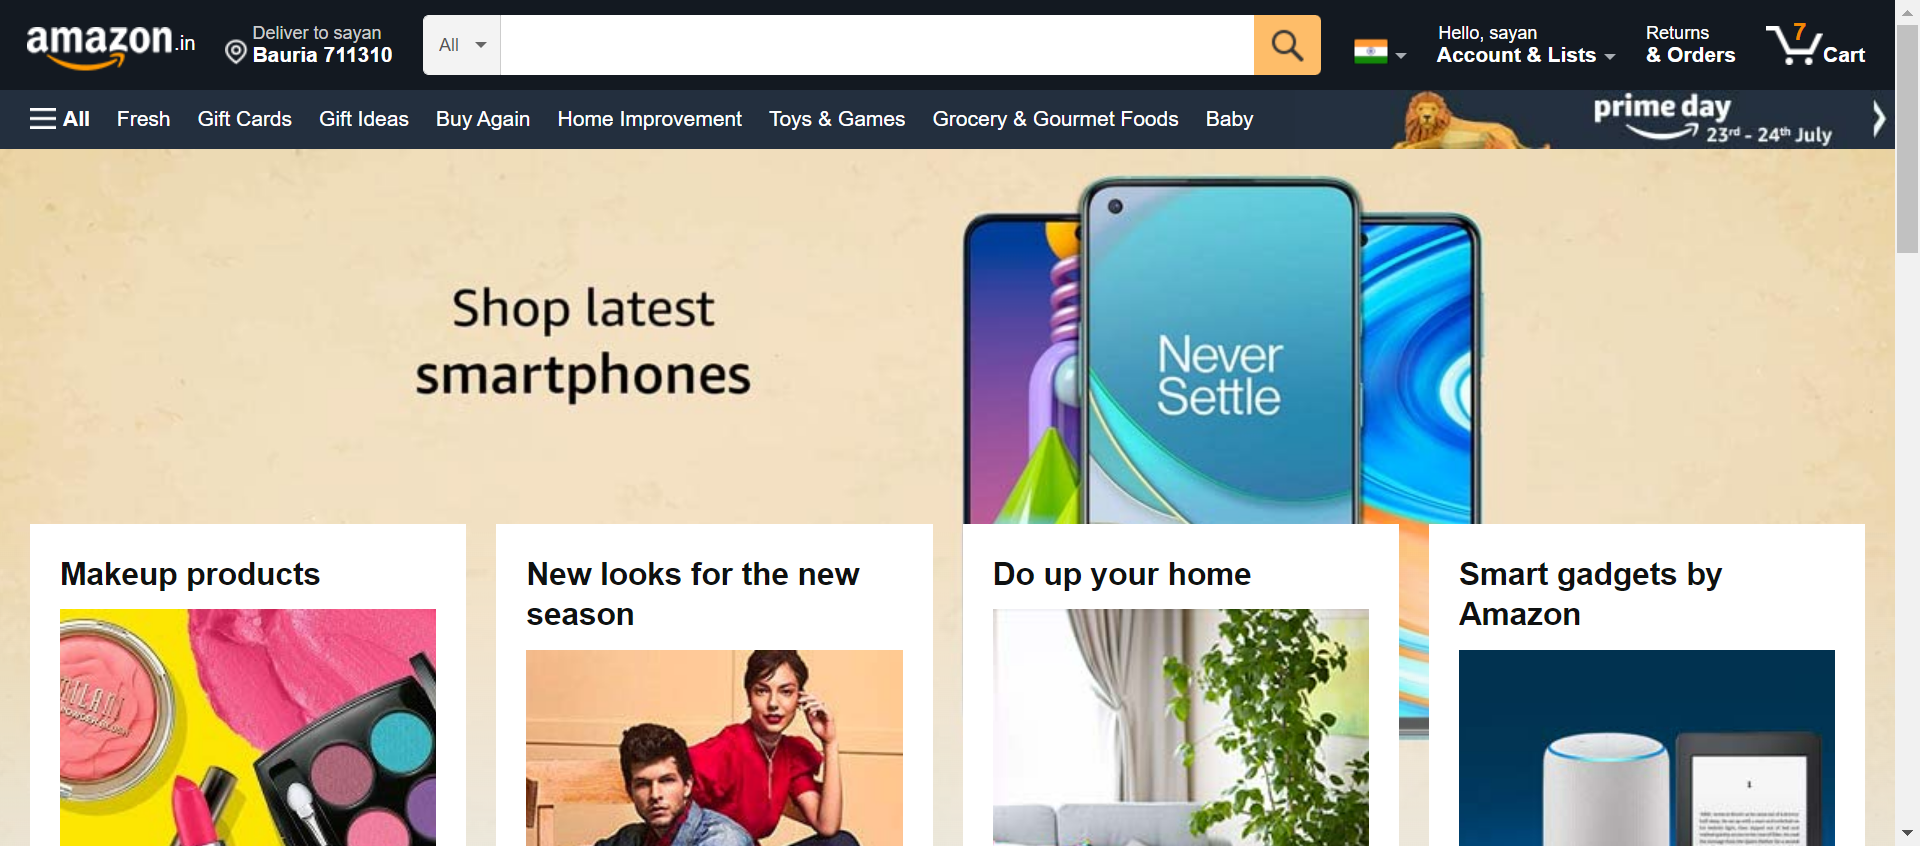 amazon.in
Deliver to sayan
Bauria 711310
All
Hello, sayan
Account & Lists
Returns
& Orders
7
Cart
All
Fresh
Gift Cards
Gift Ideas
Buy Again
Home Improvement
Toys & Games
Grocery & Gourmet Foods
Baby
prime day
23rd - 24th July
Shop latest
smartphones
Never
Settle
Makeup products
New looks for the new
season
Do up your home
Smart gadgets by
Amazon
MILANI